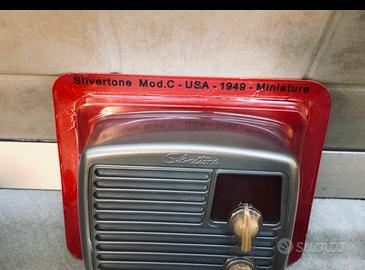 Silvertone Mod.C - USA - 1949 - Miniature
Silvertone
subito